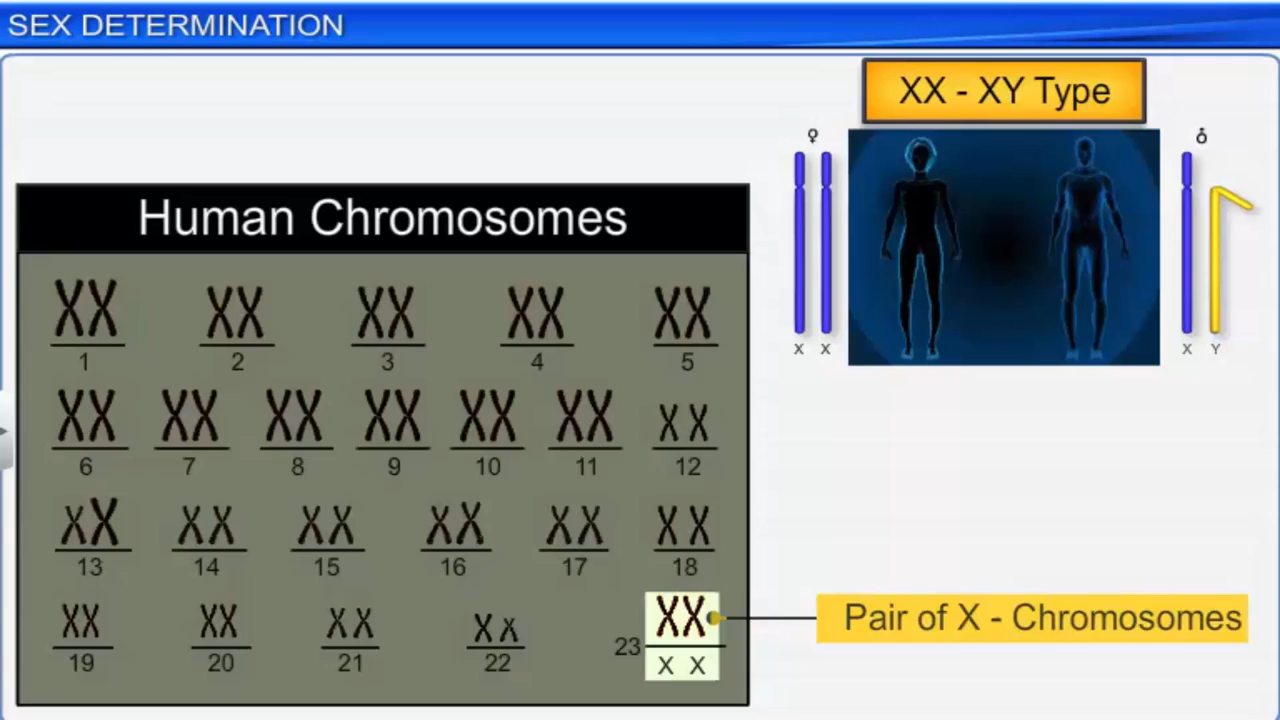 SEX DETERMINATION
XX - XY Type
♀ ♂
X X X Y
Human Chromosomes
1 2 3 4 5
6 7 8 9 10 11 12
13 14 15 16 17 18
19 20 21 22 23
X X
Pair of X - Chromosomes